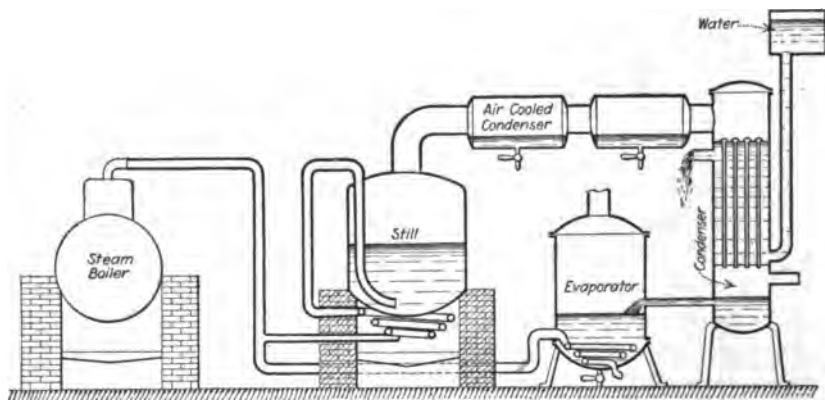 Water
Air Cooled
Condenser
Still
Steam
Boiler
Evaporator
Condenser